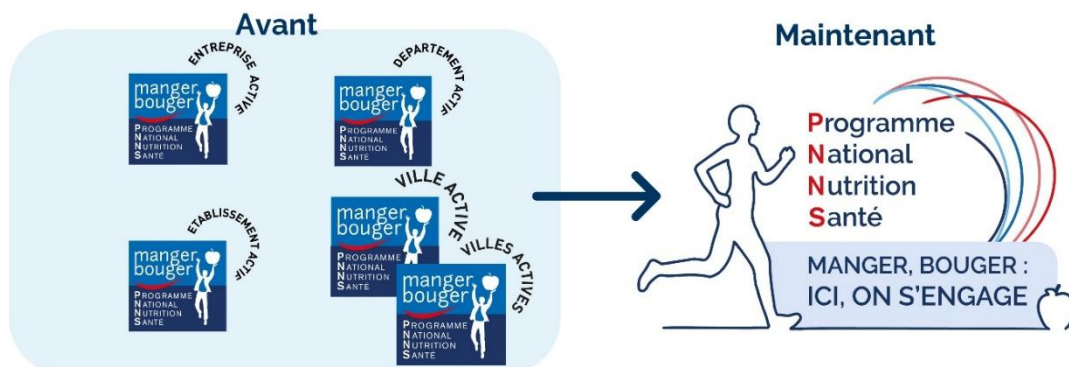 Avant
ENTREPRISE ACTIVE
manger
bouger
PROGRAMME
NATIONAL
NUTRITION
SANTÉ
DEPARTEMENT ACTIF
manger
bouger
PROGRAMME
NATIONAL
NUTRITION
SANTÉ
ETABLISSEMENT ACTIF
manger
bouger
PROGRAMME
NATIONAL
NUTRITION
SANTÉ
VILLE ACTIVE
manger
bouger
PROGRAMME
NATIONAL
NUTRITION
SANTÉ
VILLES ACTIVES
manger
bouger
PROGRAMME
NATIONAL
NUTRITION
SANTÉ
Maintenant
Programme
National
Nutrition
Santé
MANGER, BOUGER :
ICI, ON S'ENGAGE